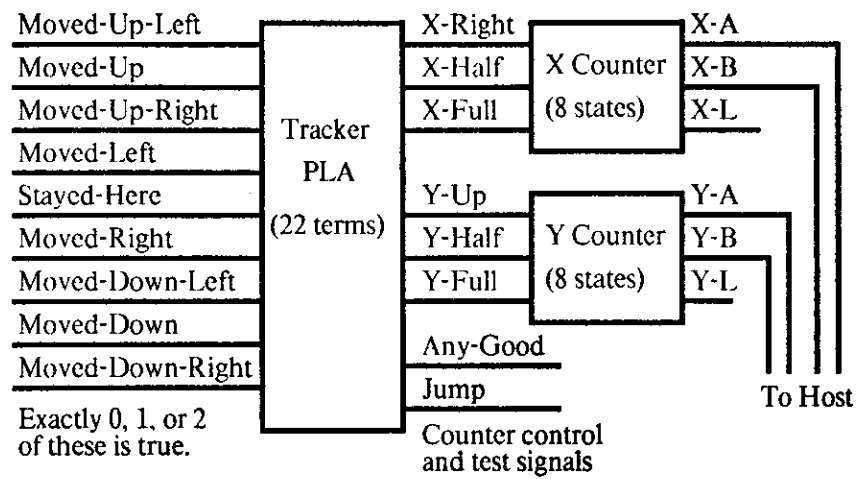 Moved-Up-Left
Moved-Up
Moved-Up-Right
Moved-Left
Stayed-Here
Moved-Right
Moved-Down-Left
Moved-Down
Moved-Down-Right
Exactly 0, 1, or 2
of these is true.
Tracker
PLA
(22 terms)
X-Right
X-Half
X-Full
Y-Up
Y-Half
Y-Full
Any-Good
Jump
Counter control
and test signals
X Counter
(8 states)
Y Counter
(8 states)
X-A
X-B
X-L
Y-A
Y-B
Y-L
To Host